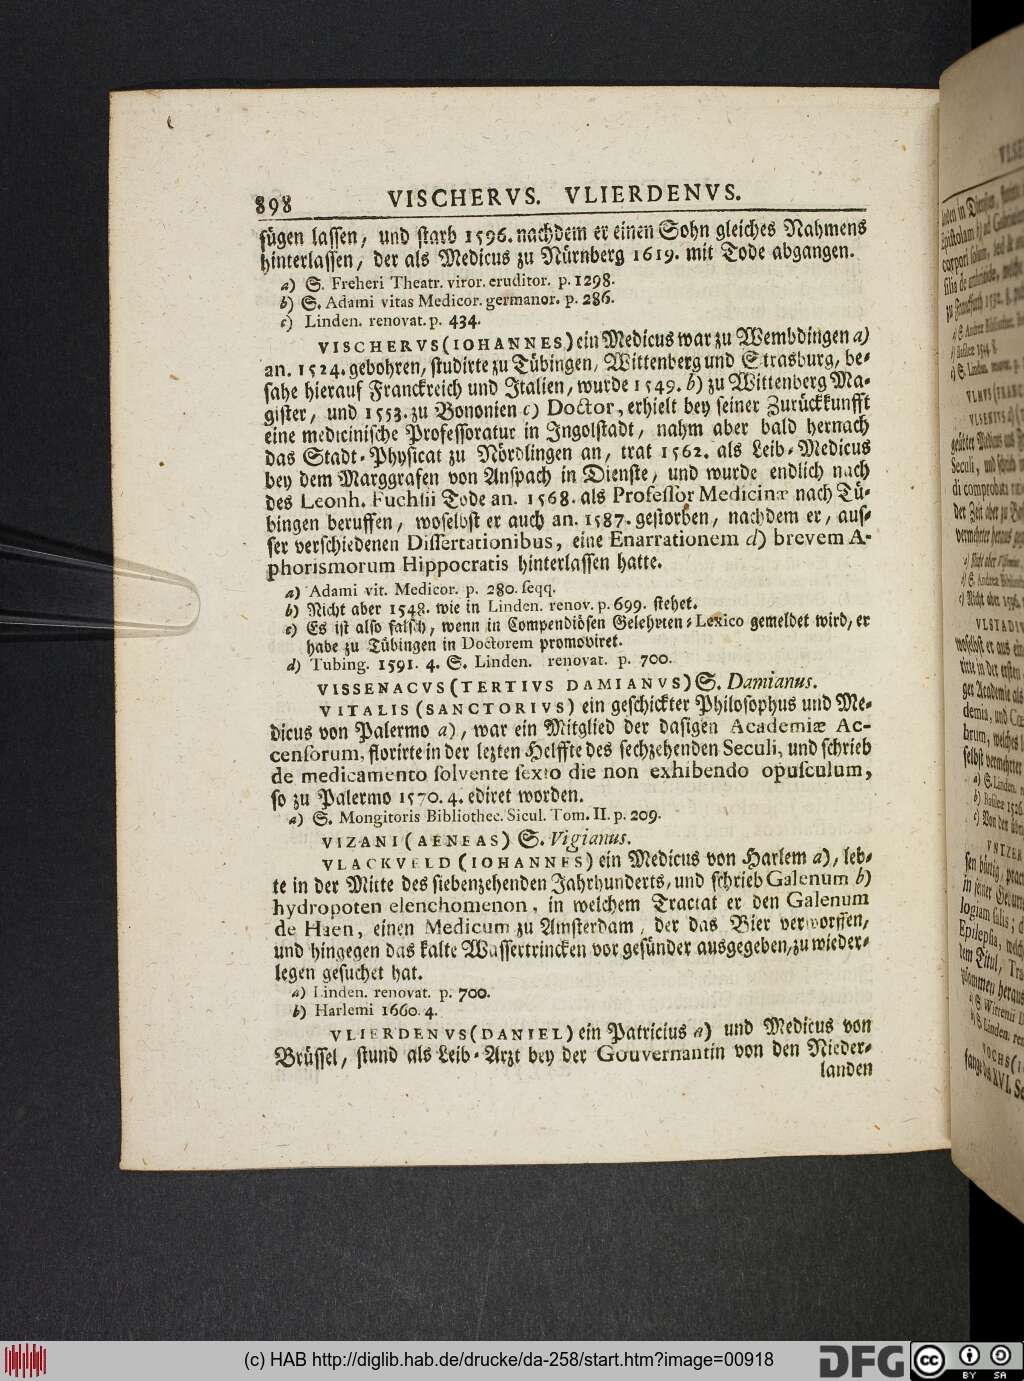 898 VISCHERVS. VLIERDENVS.
fügen lassen, und starb 1596. nachdem er einen Sohn gleiches Nahmens
hinterlassen, der als Medicus zu Nürnberg 1619. mit Tode abgangen.
a) S. Freheri Theatr. viror. eruditor. p. 1298.
b) S. Adami vitas Medicor. germanor. p. 286.
c) Linden. renovat. p. 434.
VISCHERVS (IOHANNES) ein Medicus war zu Wembdingen a)
an. 1524. gebohren, studirte zu Tübingen, Wittenberg und Strasburg, be-
sahe hierauf Franckreich und Italien, wurde 1549. b) zu Wittenberg Ma-
gister, und 1553. zu Bononien c) Doctor, erhielt bey seiner Zurückkunfft
eine medicinische Professoratur in Ingolstadt, nahm aber bald hernach
das Stadt-Physicat zu Nördlingen an, trat 1562. als Leib-Medicus
bey dem Marggrafen von Anspach in Dienste, und wurde endlich nach
des Leonh. Fuchsii Tode an. 1568. als Professor Medicinæ nach Tü-
bingen beruffen, woselbst er auch an. 1587. gestorben, nachdem er, aus-
ser verschiedenen Dissertationibus, eine Enarrationem d) brevem A-
phorismorum Hippocratis hinterlassen hatte.
a) Adami vit. Medicor. p. 280. seqq.
b) Nicht aber 1548. wie in Linden. renov. p. 699. stehet.
c) Es ist also falsch, wenn in Compendiösen Gelehrten-Lexico gemeldet wird, er
habe zu Tübingen in Doctorem promoviret.
d) Tubing. 1591. 4. S. Linden. renovat. p. 700.
VISSENACVS (TERTIVS DAMIANVS) S. Damianus.
VITALIS (SANCTORIVS) ein geschickter Philosophus und Me-
dicus von Palermo a), war ein Mitglied der dasigen Academiæ Ac-
censorum, florirte in der lezten Helffte des sechzehenden Seculi, und schrieb
de medicamento solvente sexto die non exhibendo opusculum,
so zu Palermo 1570. 4. ediret worden.
a) S. Mongitoris Bibliothec. Sicul. Tom. II. p. 209.
VIZANI (AENEAS) S. Vigianus.
VLACKVELD (IOHANNES) ein Medicus von Harlem a), leb-
te in der Mitte des siebenzehenden Jahrhunderts, und schrieb Galenum b)
hydropoten elenchomenon, in welchem Tractat er den Galenum
de Haen, einen Medicum zu Amsterdam, der das Bier verworffen,
und hingegen das kalte Wassertrincken vor gesünder ausgegeben, zu wieder-
legen gesuchet hat.
a) Linden. renovat. p. 700.
b) Harlemi 1660. 4.
VLIERDENVS (DANIEL) ein Patricius a) und Medicus von
Brüssel, stund als Leib-Arzt bey der Gouvernantin von den Nieder-
landen
(c) HAB http://diglib.hab.de/drucke/da-258/start.htm?image=00918
DFG
cc BY SA